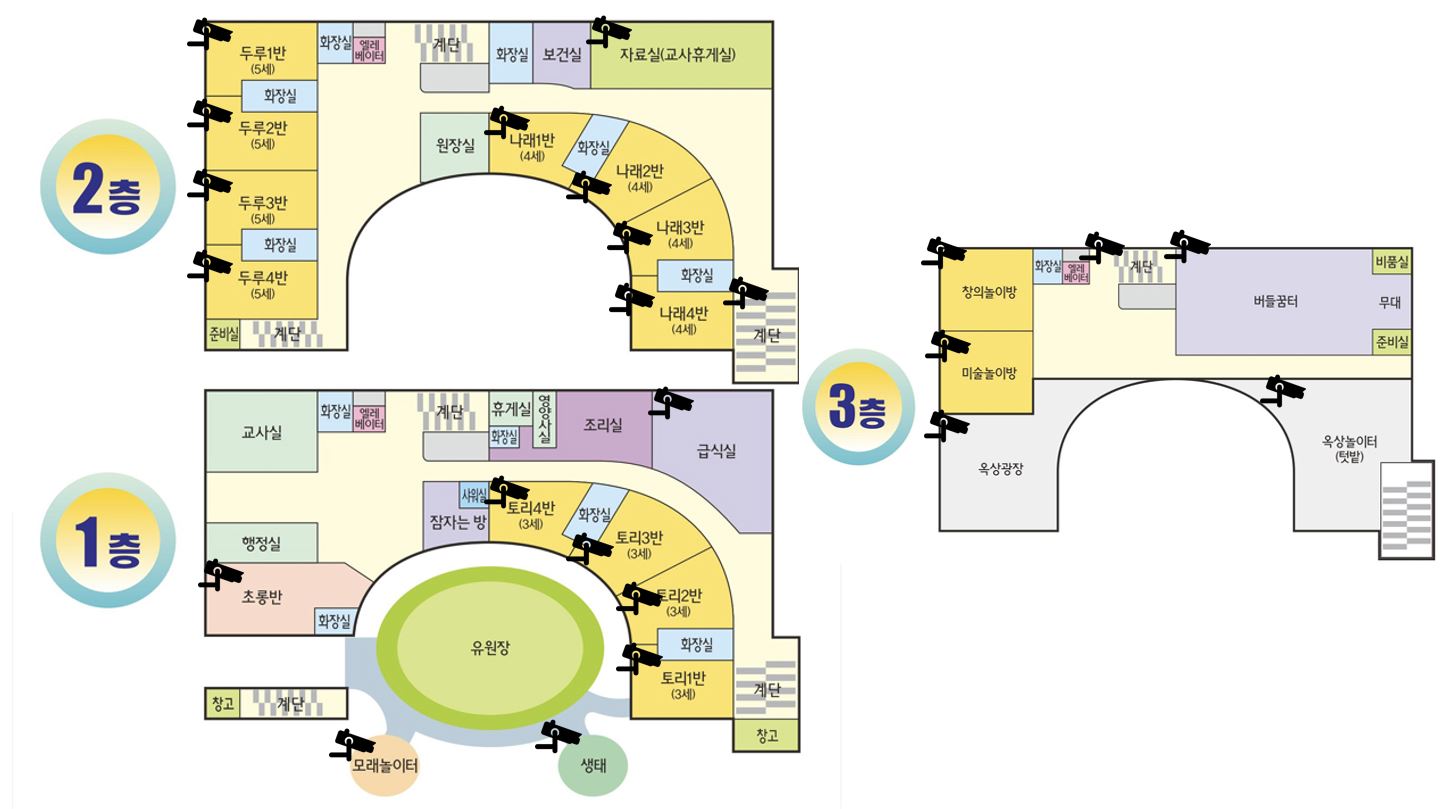 2층
두루1반
(5세)
화장실
엘레
베이터
계단
화장실
보건실
자료실(교사휴게실)
화장실
두루2반
(5세)
원장실
나래1반
(4세)
화장실
나래2반
(4세)
두루3반
(5세)
나래3반
(4세)
화장실
화장실
두루4반
(5세)
나래4반
(4세)
계단
준비실
계단
1층
교사실
화장실
엘레
베이터
계단
휴게실
영양사실
화장실
조리실
급식실
사워실
잠자는 방
토리4반
(3세)
화장실
토리3반
(3세)
행정실
초롱반
화장실
토리2반
(3세)
화장실
유원장
토리1반
(3세)
계단
창고
계단
창고
모래놀이터
생태
3층
창의놀이방
화장실
엘레
베이터
계단
버들꿈터
비품실
무대
준비실
미술놀이방
옥상광장
옥상놀이터
(텃밭)